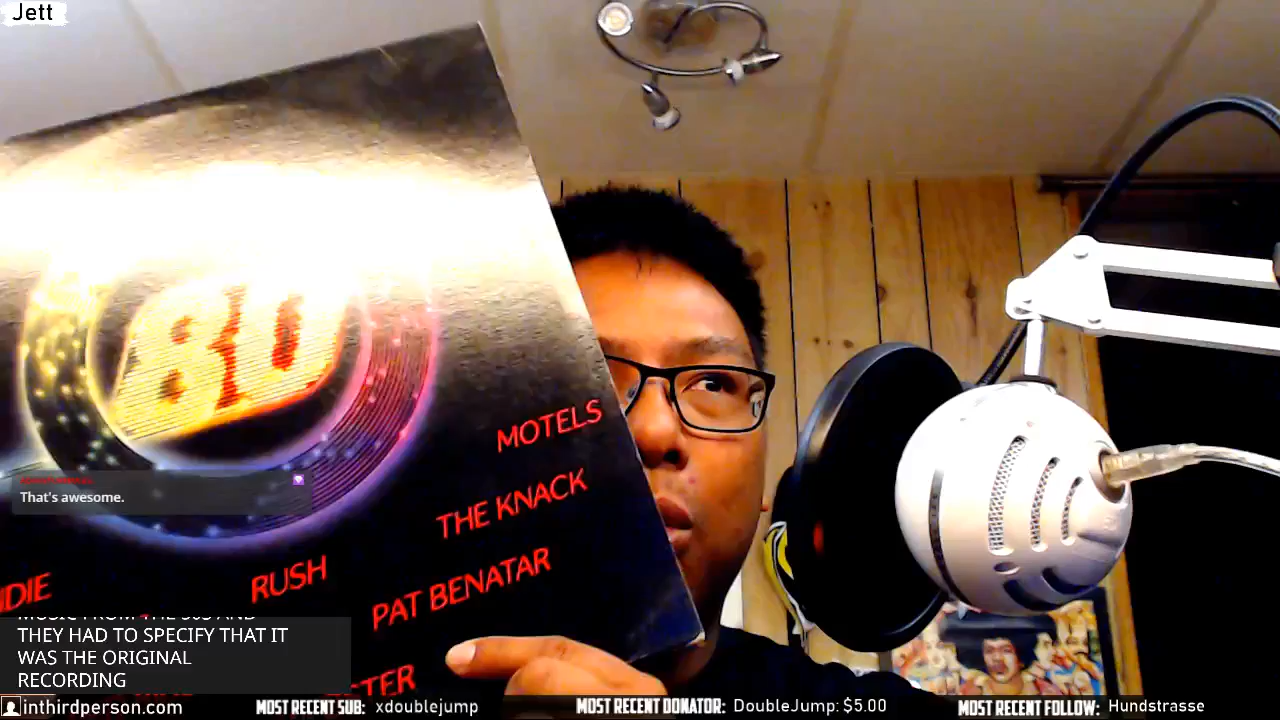 Jett
80
MOTELS
THE KNACK
PAT BENATAR
RUSH
That's awesome.
THEY HAD TO SPECIFY THAT IT
WAS THE ORIGINAL
RECORDING
inthirdperson.com
MOST RECENT SUB: xdoublejump
MOST RECENT DONATOR: DoubleJump: $5.00
MOST RECENT FOLLOW: Hundstrasse